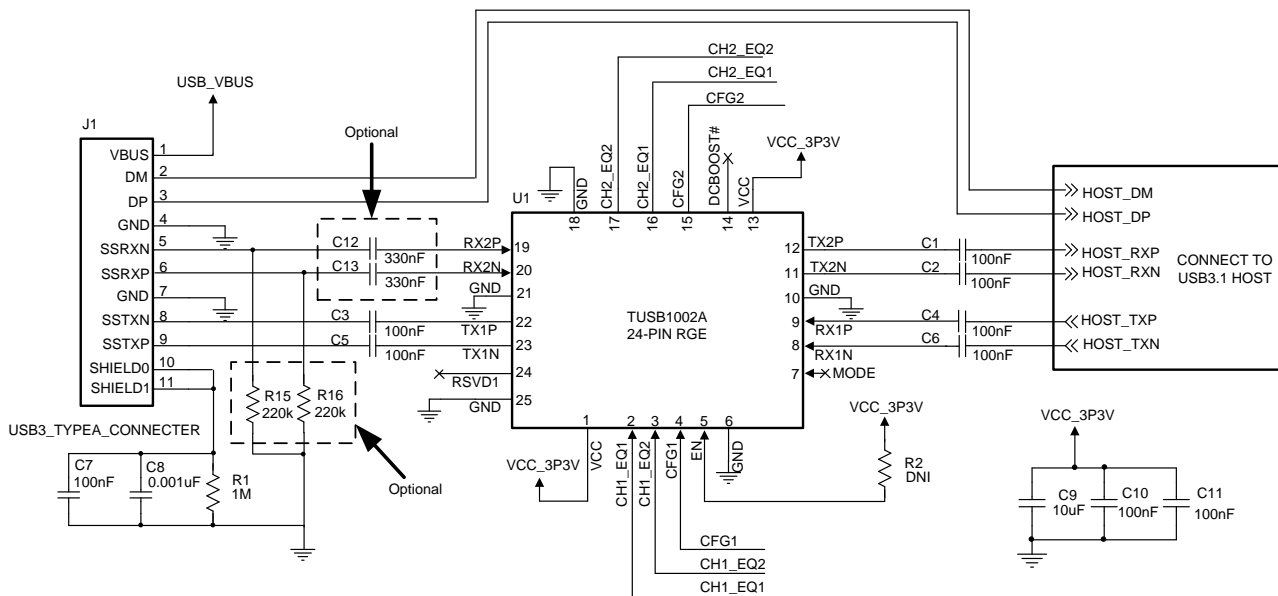 USB_VBUS
J1
VBUS 1
DM 2
DP 3
GND 4
SSRXN 5
SSRXP 6
GND 7
SSTXN 8
SSTXP 9
SHIELD0 10
SHIELD1 11
USB3_TYPEA_CONNECTER
Optional
C12
330nF
C13
330nF
C3
100nF
C5
100nF
R15
220k
R16
220k
Optional
C7
100nF
C8
0.001uF
R1
1M
U1
TUSB1002A
24-PIN RGE
RX2P 19
RX2N 20
GND 21
TX1P 22
TX1N 23
RSVD1 24
GND 25
18 GND
17 CH2_EQ2
16 CH2_EQ1
15 CFG2
14 DCBOOST#
13 VCC
CH2_EQ2
CH2_EQ1
CFG2
VCC_3P3V
12 TX2P
11 TX2N
10 GND
9 RX1P
8 RX1N
7 MODE
1 VCC
2 CH1_EQ1
3 CH1_EQ2
4 CFG1
5 EN
6 GND
VCC_3P3V
CFG1
CH1_EQ2
CH1_EQ1
VCC_3P3V
R2
DNI
C1
100nF
C2
100nF
C4
100nF
C6
100nF
HOST_DM
HOST_DP
HOST_RXP
HOST_RXN
HOST_TXP
HOST_TXN
CONNECT TO
USB3.1 HOST
VCC_3P3V
C9
10uF
C10
100nF
C11
100nF